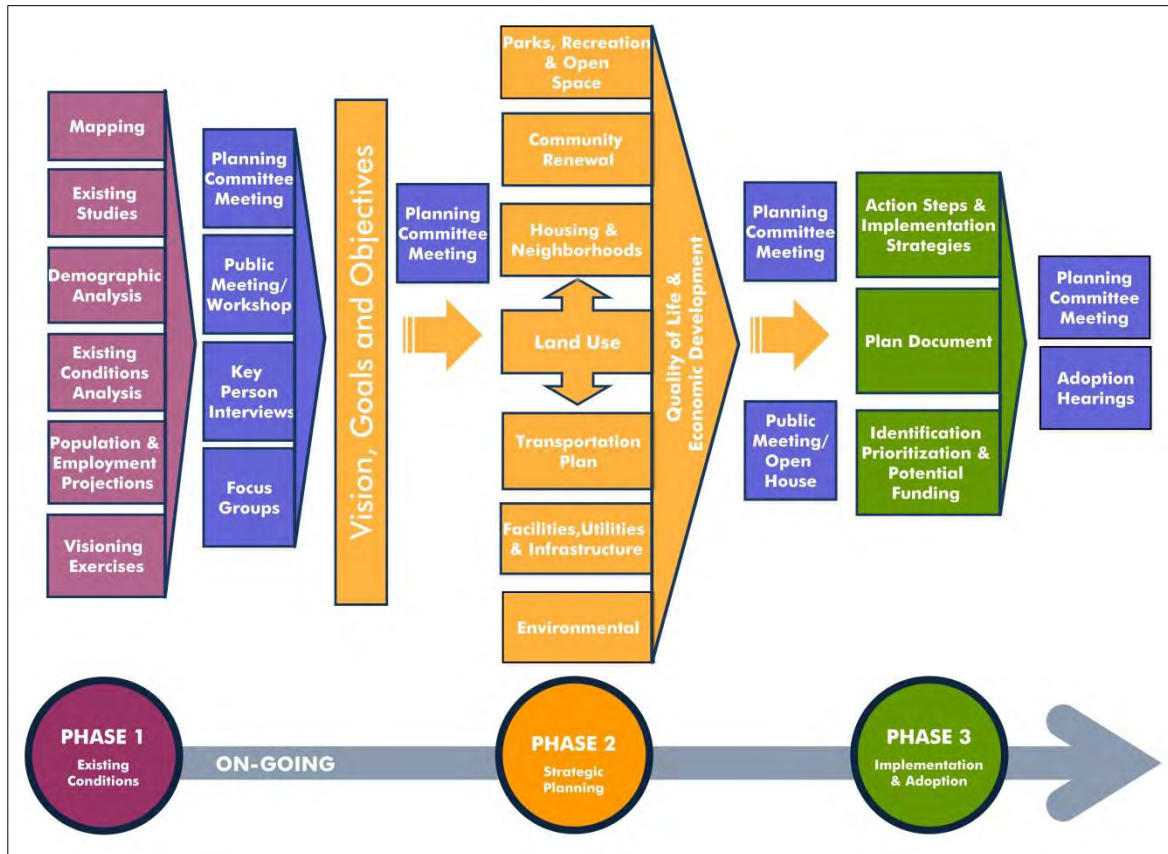 Mapping
Existing
Studies
Demographic
Analysis
Existing
Conditions
Analysis
Population &
Employment
Projections
Visioning
Exercises
Planning
Committee
Meeting
Public
Meeting/
Workshop
Key
Person
Interviews
Focus
Groups
Vision, Goals and Objectives
Planning
Committee
Meeting
Parks, Recreation
& Open
Space
Community
Renewal
Housing &
Neighborhoods
Land Use
Transportation
Plan
Facilities,Utilities
& Infrastructure
Environmental
Quality of Life &
Economic Development
Planning
Committee
Meeting
Public
Meeting/
Open
House
Action Steps &
Implementation
Strategies
Plan Document
Identification
Prioritization &
Potential
Funding
Planning
Committee
Meeting
Adoption
Hearings
PHASE 1
Existing
Conditions
ON-GOING
PHASE 2
Strategic
Planning
PHASE 3
Implementation
& Adoption